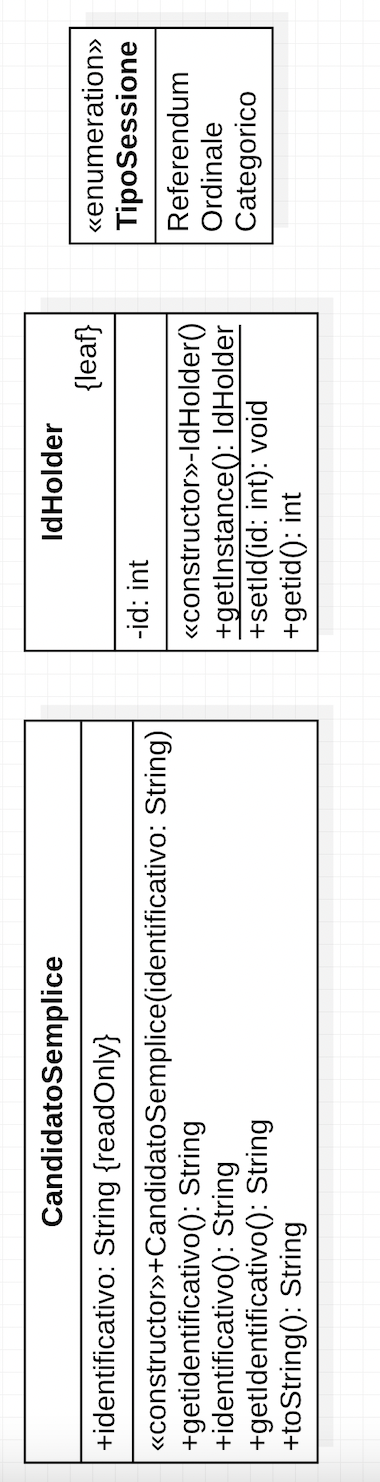 CandidatoSemplice
+identificativo: String {readOnly}
«constructor»+CandidatoSemplice(identificativo: String)
+getidentificativo(): String
+identificativo(): String
+getIdentificativo(): String
+toString(): String
IdHolder
{leaf}
-id: int
«constructor»-IdHolder()
+getInstance(): IdHolder
+setId(id: int): void
+getid(): int
«enumeration»
TipoSessione
Referendum
Ordinale
Categorico